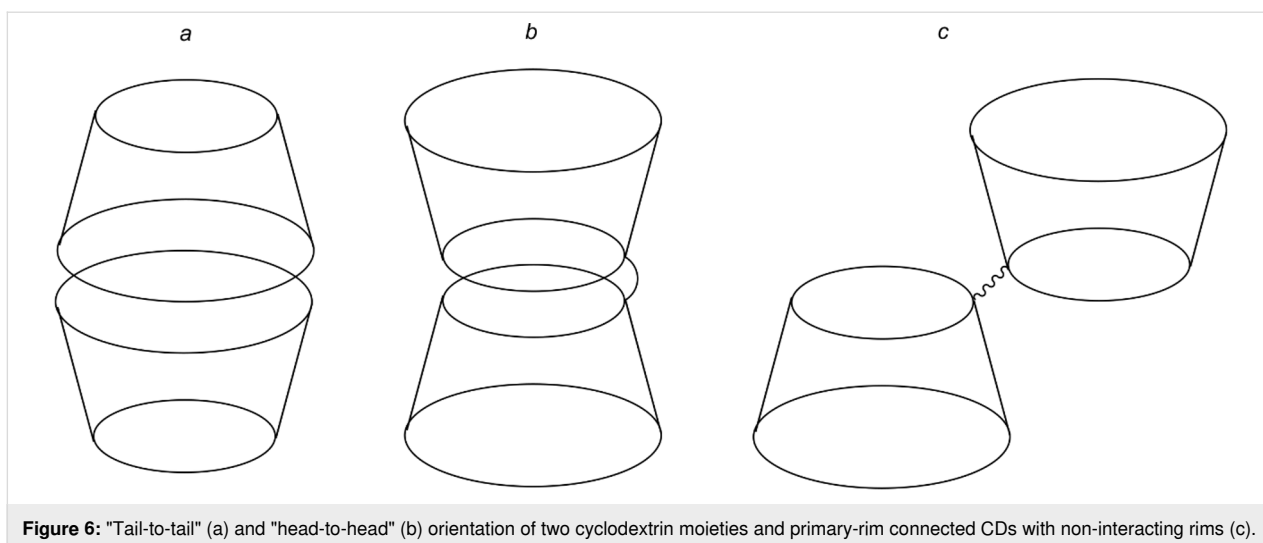 a b c
Figure 6: "Tail-to-tail" (a) and "head-to-head" (b) orientation of two cyclodextrin moieties and primary-rim connected CDs with non-interacting rims (c).